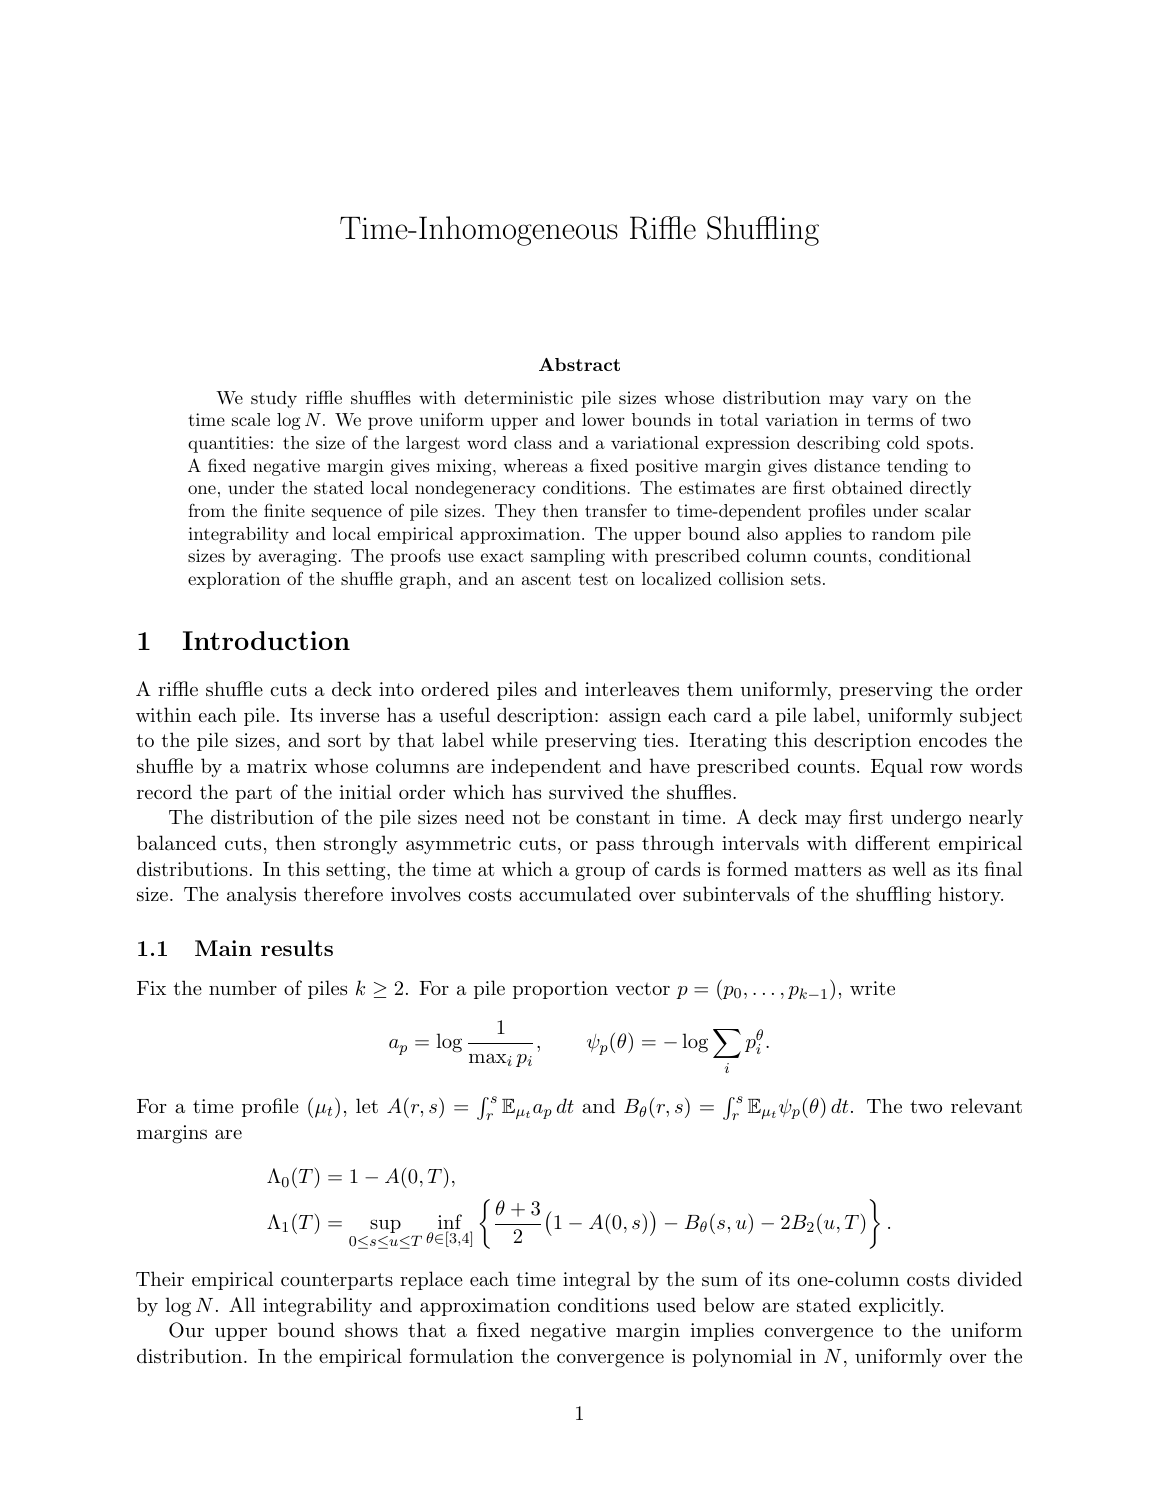 Time-Inhomogeneous Riffle Shuffling
Abstract
We study riffle shuffles with deterministic pile sizes whose distribution may vary on the
time scale log N. We prove uniform upper and lower bounds in total variation in terms of two
quantities: the size of the largest word class and a variational expression describing cold spots.
A fixed negative margin gives mixing, whereas a fixed positive margin gives distance tending to
one, under the stated local nondegeneracy conditions. The estimates are first obtained directly
from the finite sequence of pile sizes. They then transfer to time-dependent profiles under scalar
integrability and local empirical approximation. The upper bound also applies to random pile
sizes by averaging. The proofs use exact sampling with prescribed column counts, conditional
exploration of the shuffle graph, and an ascent test on localized collision sets.
1 Introduction
A riffle shuffle cuts a deck into ordered piles and interleaves them uniformly, preserving the order
within each pile. Its inverse has a useful description: assign each card a pile label, uniformly subject
to the pile sizes, and sort by that label while preserving ties. Iterating this description encodes the
shuffle by a matrix whose columns are independent and have prescribed counts. Equal row words
record the part of the initial order which has survived the shuffles.
The distribution of the pile sizes need not be constant in time. A deck may first undergo nearly
balanced cuts, then strongly asymmetric cuts, or pass through intervals with different empirical
distributions. In this setting, the time at which a group of cards is formed matters as well as its final
size. The analysis therefore involves costs accumulated over subintervals of the shuffling history.
1.1 Main results
Fix the number of piles k ≥ 2. For a pile proportion vector p = (p_0, . . . , p_{k−1}), write
a_p = log \frac{1}{max_i p_i}, ψ_p(θ) = − log ∑_i p_i^θ.
For a time profile (μ_t), let A(r, s) = ∫_r^s 𝔼_{μ_t} a_p dt and B_θ(r, s) = ∫_r^s 𝔼_{μ_t} ψ_p(θ) dt. The two relevant
margins are
Λ_0(T) = 1 − A(0, T),
Λ_1(T) = sup_{0≤s≤u≤T} inf_{θ∈[3,4]} { \frac{θ + 3}{2} (1 − A(0, s)) − B_θ(s, u) − 2B_2(u, T) } .
Their empirical counterparts replace each time integral by the sum of its one-column costs divided
by log N. All integrability and approximation conditions used below are stated explicitly.
Our upper bound shows that a fixed negative margin implies convergence to the uniform
distribution. In the empirical formulation the convergence is polynomial in N, uniformly over the
1